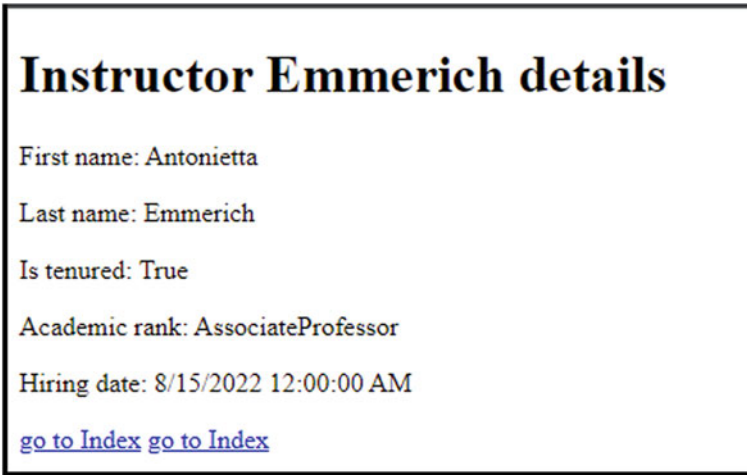 Instructor Emmerich details
First name: Antonietta
Last name: Emmerich
Is tenured: True
Academic rank: AssociateProfessor
Hiring date: 8/15/2022 12:00:00 AM
go to Index go to Index